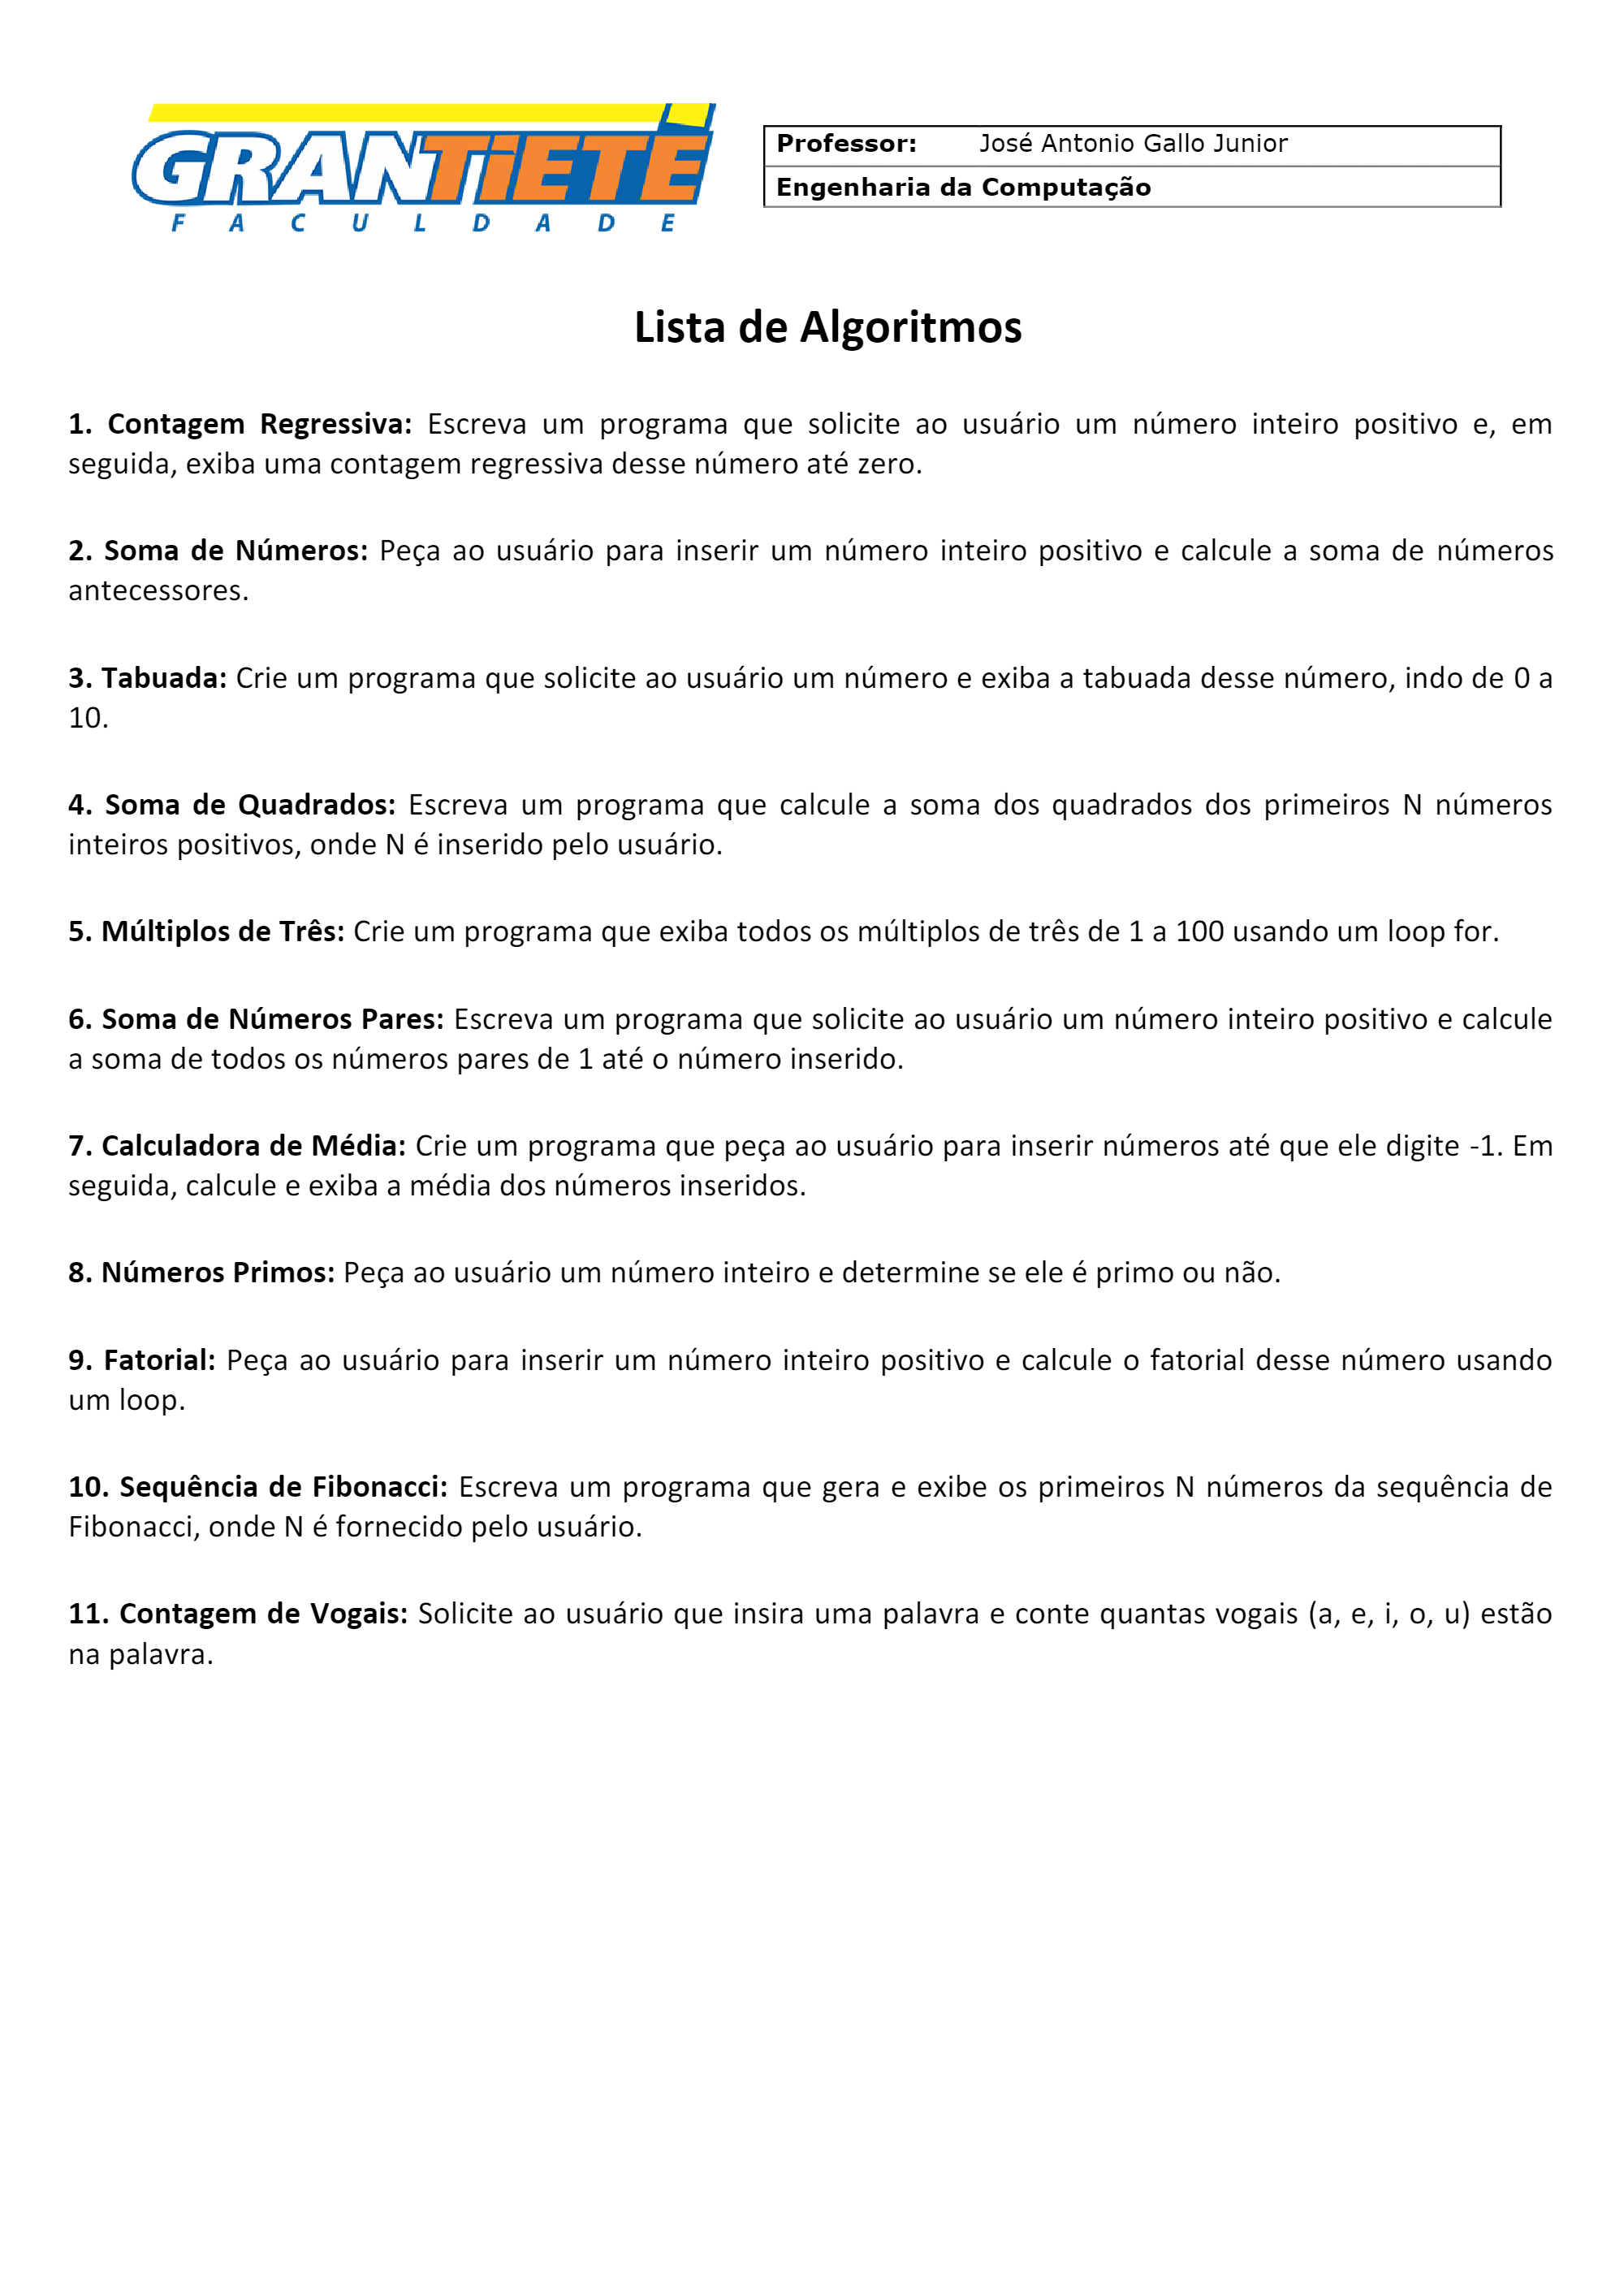 GRANTiETÊ
FACULDADE
Professor: José Antonio Gallo Junior
Engenharia da Computação
Lista de Algoritmos
1. Contagem Regressiva: Escreva um programa que solicite ao usuário um número inteiro positivo e, em
seguida, exiba uma contagem regressiva desse número até zero.
2. Soma de Números: Peça ao usuário para inserir um número inteiro positivo e calcule a soma de números
antecessores.
3. Tabuada: Crie um programa que solicite ao usuário um número e exiba a tabuada desse número, indo de 0 a
10.
4. Soma de Quadrados: Escreva um programa que calcule a soma dos quadrados dos primeiros N números
inteiros positivos, onde N é inserido pelo usuário.
5. Múltiplos de Três: Crie um programa que exiba todos os múltiplos de três de 1 a 100 usando um loop for.
6. Soma de Números Pares: Escreva um programa que solicite ao usuário um número inteiro positivo e calcule
a soma de todos os números pares de 1 até o número inserido.
7. Calculadora de Média: Crie um programa que peça ao usuário para inserir números até que ele digite -1. Em
seguida, calcule e exiba a média dos números inseridos.
8. Números Primos: Peça ao usuário um número inteiro e determine se ele é primo ou não.
9. Fatorial: Peça ao usuário para inserir um número inteiro positivo e calcule o fatorial desse número usando
um loop.
10. Sequência de Fibonacci: Escreva um programa que gera e exibe os primeiros N números da sequência de
Fibonacci, onde N é fornecido pelo usuário.
11. Contagem de Vogais: Solicite ao usuário que insira uma palavra e conte quantas vogais (a, e, i, o, u) estão
na palavra.